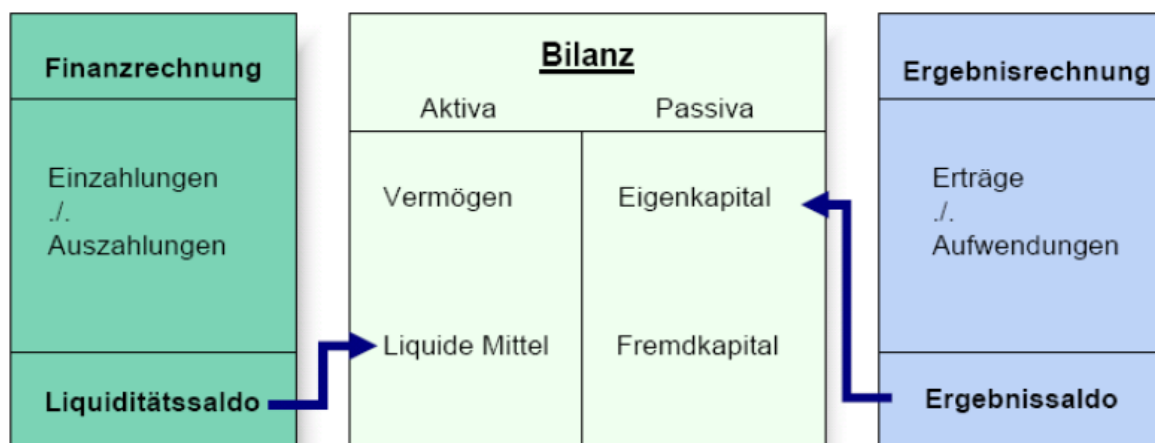 Finanzrechnung
Einzahlungen
./.
Auszahlungen
Liquiditätssaldo
Bilanz
Aktiva
Passiva
Vermögen
Eigenkapital
Liquide Mittel
Fremdkapital
Ergebnisrechnung
Erträge
./.
Aufwendungen
Ergebnissaldo